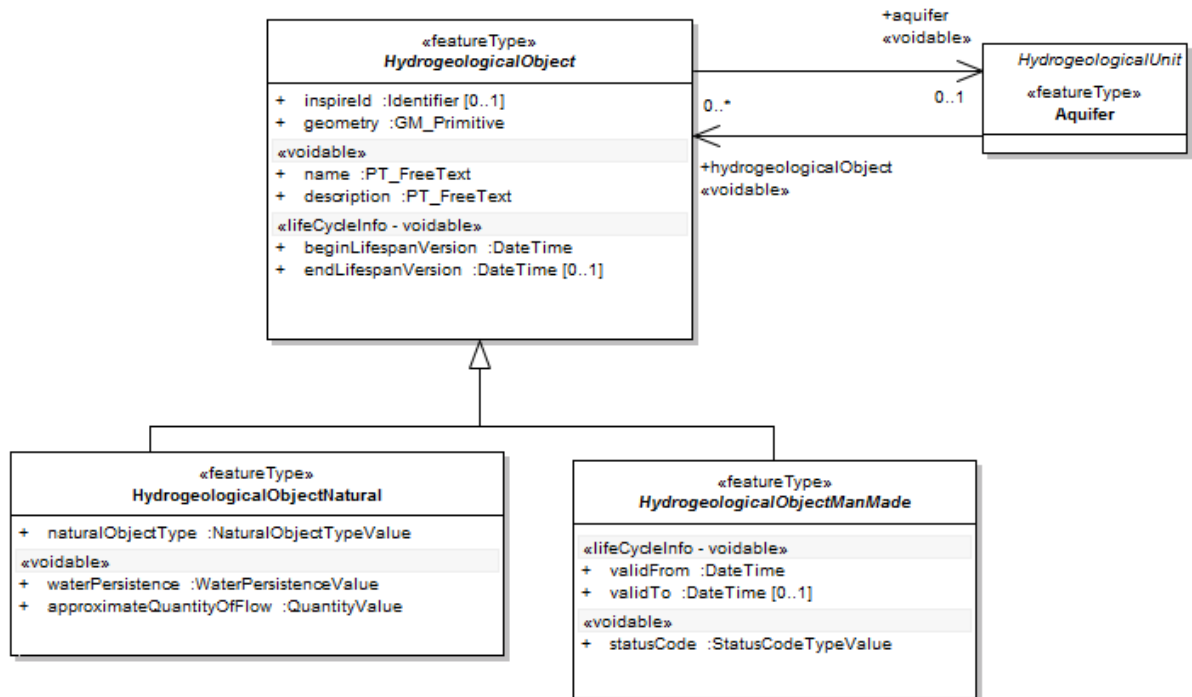 «featureType»
HydrogeologicalObject
+ inspireId :Identifier [0..1]
+ geometry :GM_Primitive
«voidable»
+ name :PT_FreeText
+ description :PT_FreeText
«lifeCycleInfo - voidable»
+ beginLifespanVersion :DateTime
+ endLifespanVersion :DateTime [0..1]
+aquifer
«voidable»
0..*
0..1
+hydrogeologicalObject
«voidable»
HydrogeologicalUnit
«featureType»
Aquifer
«featureType»
HydrogeologicalObjectNatural
+ naturalObjectType :NaturalObjectTypeValue
«voidable»
+ waterPersistence :WaterPersistenceValue
+ approximateQuantityOfFlow :QuantityValue
«featureType»
HydrogeologicalObjectManMade
«lifeCycleInfo - voidable»
+ validFrom :DateTime
+ validTo :DateTime [0..1]
«voidable»
+ statusCode :StatusCodeTypeValue